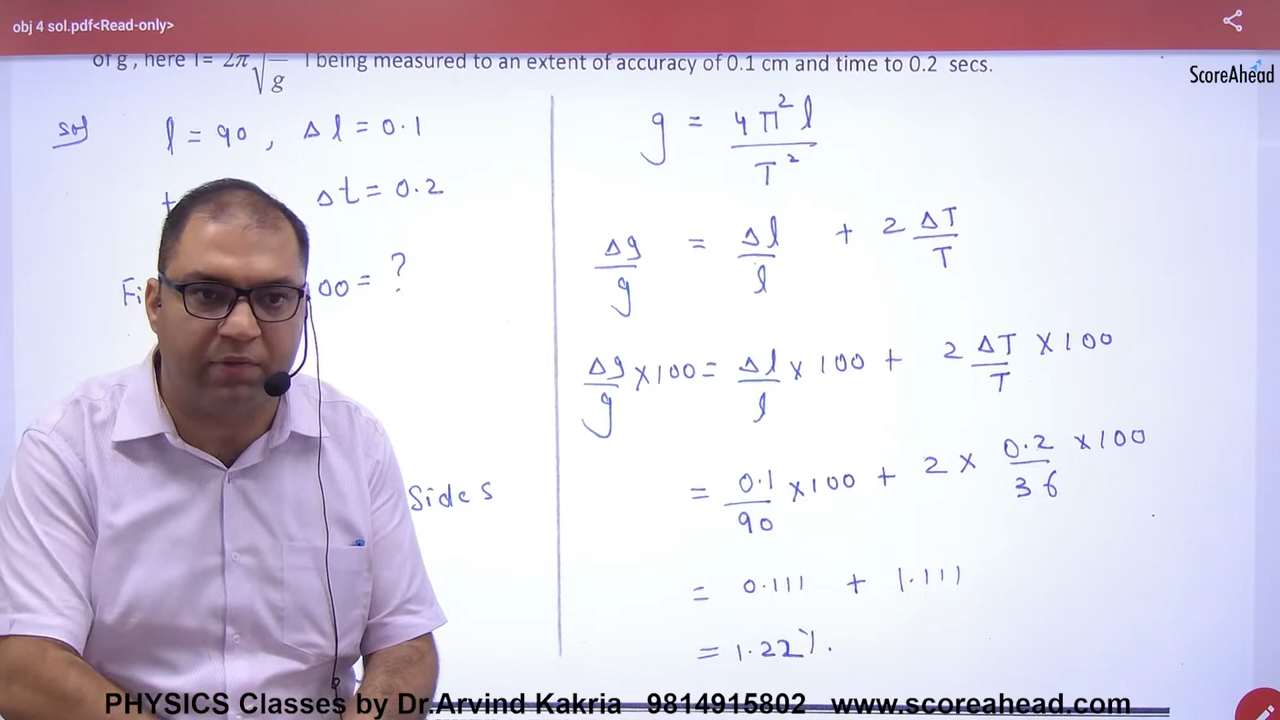 obj 4 sol.pdf<Read-only>
ScoreAhead
of g, here T= 2π √ g l being measured to an extent of accuracy of 0.1 cm and time to 0.2 secs.
Sol
l = 90 , Δl = 0.1
Δt = 0.2
100 = ?
Sides
g = 4π²l / T²
Δg/g = Δl/l + 2 ΔT/T
Δg/g × 100 = Δl/l × 100 + 2 ΔT/T × 100
= 0.1/90 × 100 + 2 × 0.2/36 × 100
= 0.111 + 1.111
= 1.22%.
PHYSICS Classes by Dr.Arvind Kakria 9814915802 www.scoreahead.com